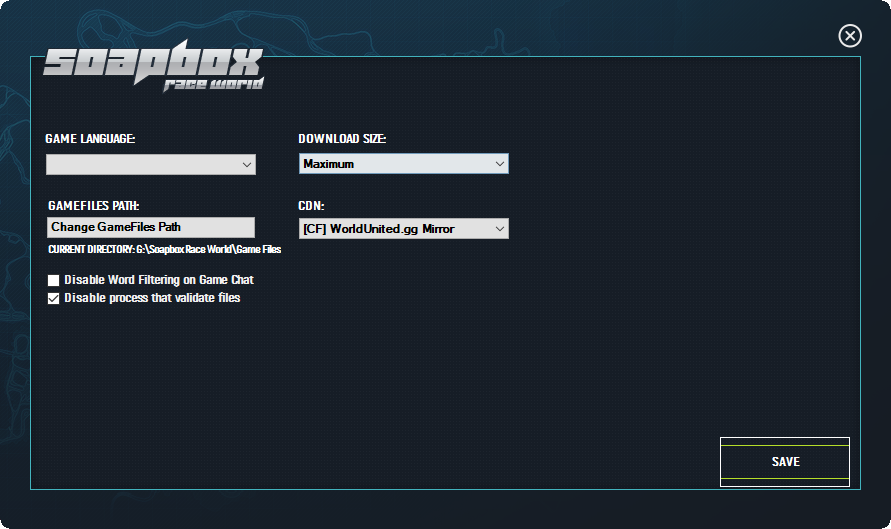 soapbox
race world
GAME LANGUAGE:
DOWNLOAD SIZE:
Maximum
GAMEFILES PATH:
CDN:
Change GameFiles Path
[CF] WorldUnited.gg Mirror
CURRENT DIRECTORY: G:\Soapbox Race World\Game Files
Disable Word Filtering on Game Chat
Disable process that validate files
SAVE